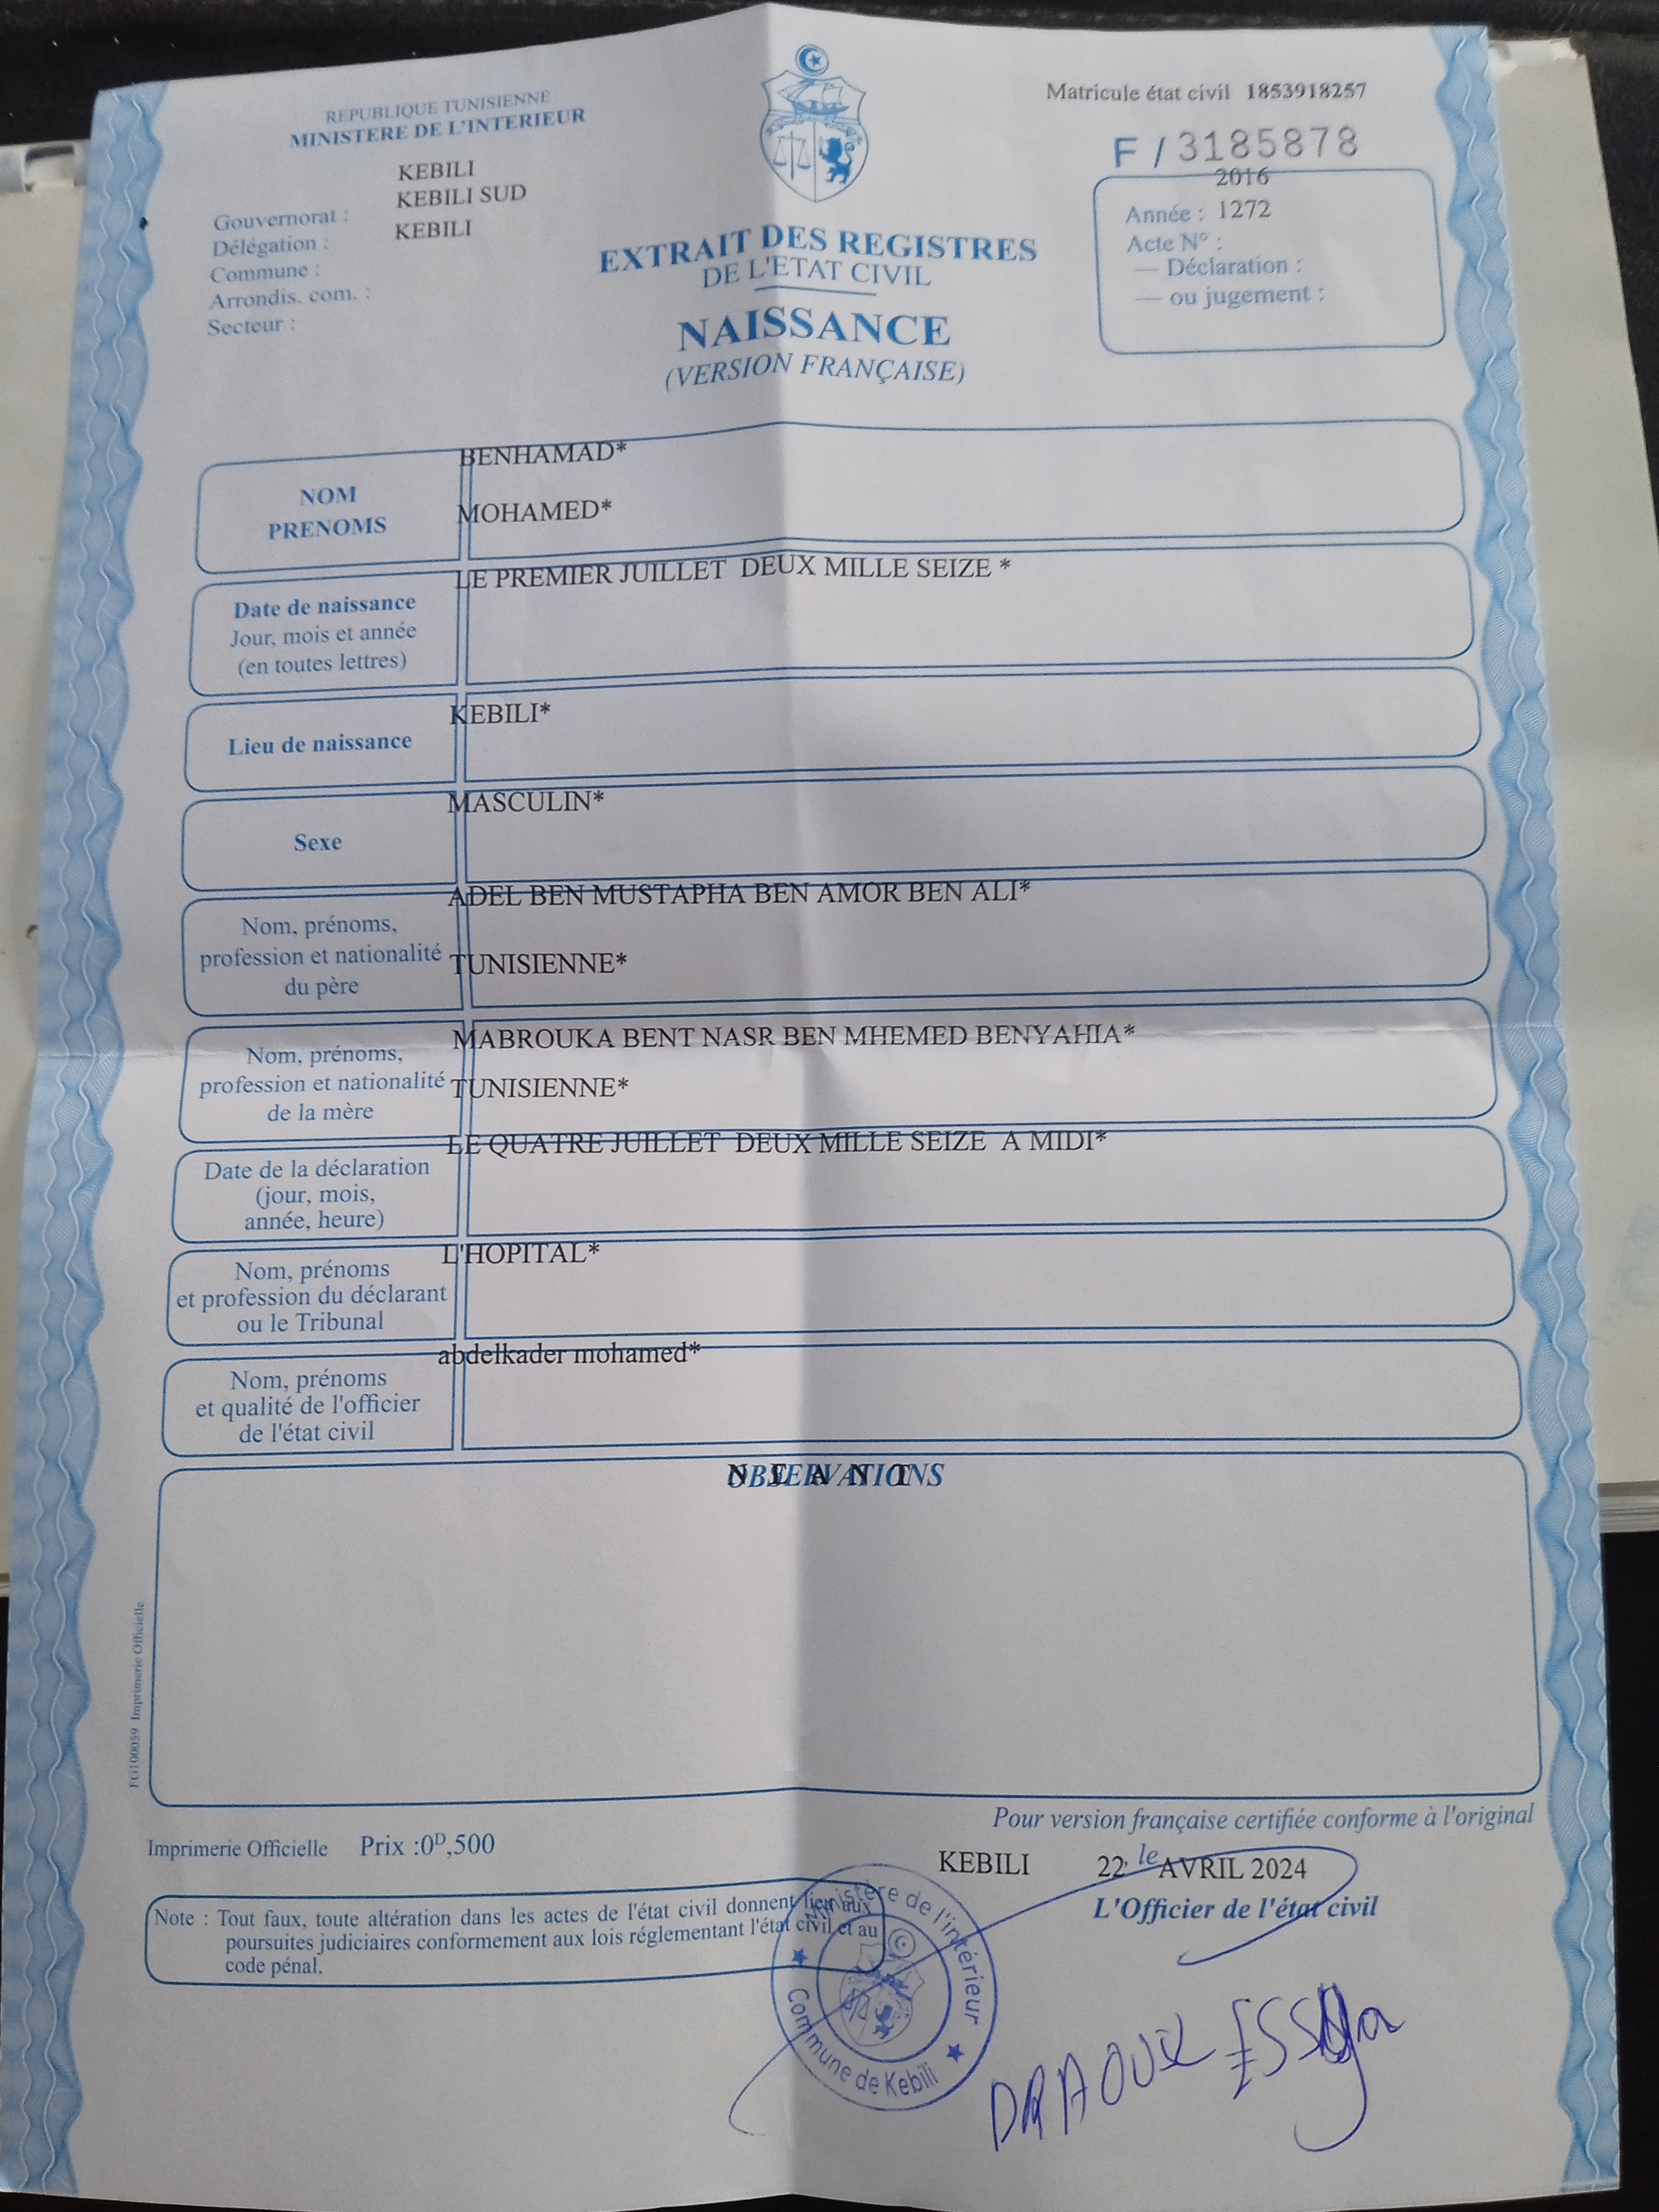 REPUBLIQUE TUNISIENNE
MINISTERE DE L'INTERIEUR
KEBILI
KEBILI SUD
KEBILI
Gouvernorat :
Délégation :
Commune :
Arrondis. com. :
Secteur :
Matricule état civil 1853918257
F / 3185878
2016
Année : 1272
Acte N° :
— Déclaration :
— ou jugement :
EXTRAIT DES REGISTRES
DE L'ETAT CIVIL
NAISSANCE
(VERSION FRANÇAISE)
NOM
PRENOMS
BENHAMAD*
MOHAMED*
Date de naissance
Jour, mois et année
(en toutes lettres)
LE PREMIER JUILLET DEUX MILLE SEIZE *
Lieu de naissance
KEBILI*
Sexe
MASCULIN*
Nom, prénoms,
profession et nationalité
du père
ADEL BEN MUSTAPHA BEN AMOR BEN ALI*
TUNISIENNE*
Nom, prénoms,
profession et nationalité
de la mère
MABROUKA BENT NASR BEN MHEMED BENYAHIA*
TUNISIENNE*
Date de la déclaration
(jour, mois,
année, heure)
LE QUATRE JUILLET DEUX MILLE SEIZE A MIDI*
Nom, prénoms
et profession du déclarant
ou le Tribunal
L'HOPITAL*
Nom, prénoms
et qualité de l'officier
de l'état civil
abdelkader mohamed*
OBSERVATIONS
N E A N T
FG100059 Imprimerie Officielle
Pour version française certifiée conforme à l'original
Imprimerie Officielle Prix :0D,500
KEBILI 22 le AVRIL 2024
L'Officier de l'état civil
Note : Tout faux, toute altération dans les actes de l'état civil donnent lieu aux
poursuites judiciaires conformement aux lois réglementant l'état civil et au
code pénal.
Ministère de l'intérieur
Commune de Kebili
DRAOUIL